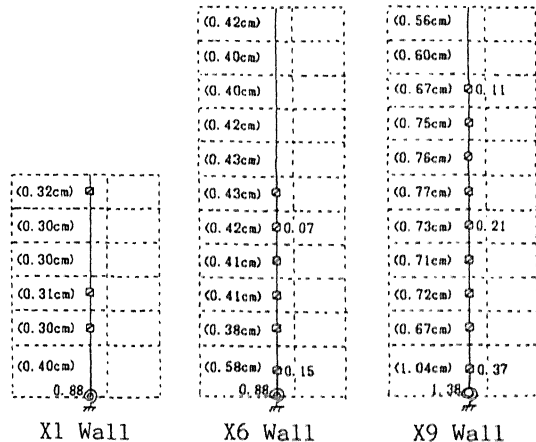 (0.42cm) (0.56cm)
(0.40cm) (0.60cm)
(0.40cm) (0.67cm) 0.11
(0.42cm) (0.75cm)
(0.43cm) (0.76cm)
(0.32cm) (0.43cm) (0.77cm)
(0.30cm) (0.42cm) 0.07 (0.73cm) 0.21
(0.30cm) (0.41cm) (0.71cm)
(0.31cm) (0.41cm) (0.72cm)
(0.30cm) (0.38cm) (0.67cm)
(0.40cm) (0.58cm) 0.15 (1.04cm) 0.37
0.88 0.88 1.38
X1 Wall X6 Wall X9 Wall